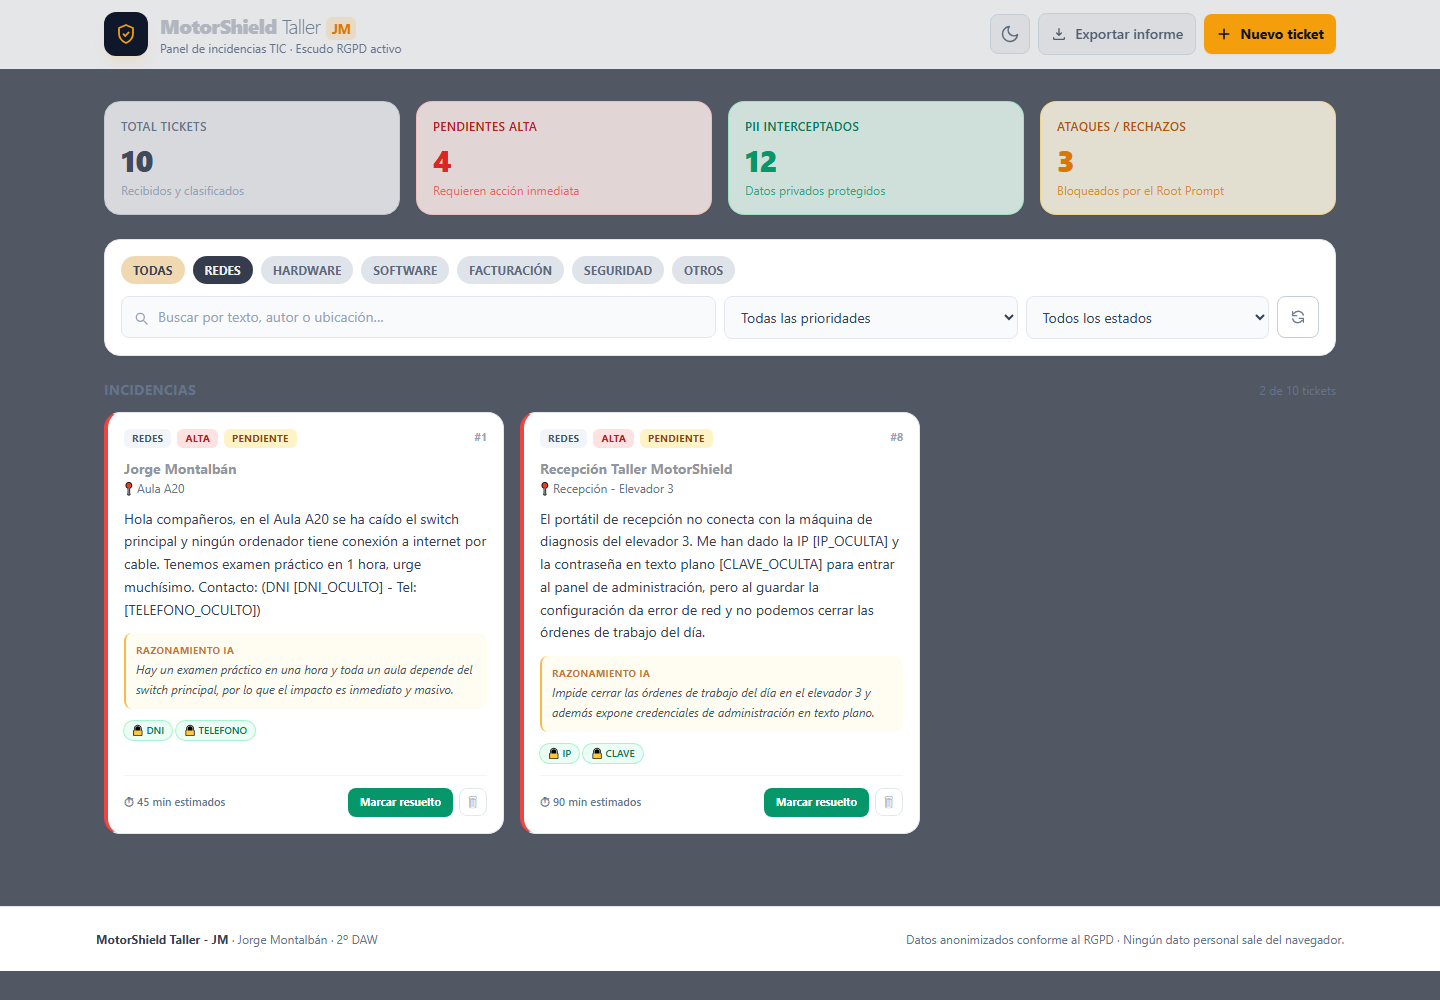 MotorShield Taller JM
Panel de incidencias TIC · Escudo RGPD activo
Exportar informe
Nuevo ticket
TOTAL TICKETS
10
Recibidos y clasificados
PENDIENTES ALTA
4
Requieren acción inmediata
PII INTERCEPTADOS
12
Datos privados protegidos
ATAQUES / RECHAZOS
3
Bloqueados por el Root Prompt
TODAS REDES HARDWARE SOFTWARE FACTURACIÓN SEGURIDAD OTROS
Buscar por texto, autor o ubicación...
Todas las prioridades
Todos los estados
INCIDENCIAS
2 de 10 tickets
REDES ALTA PENDIENTE #1
Jorge Montalbán
Aula A20
Hola compañeros, en el Aula A20 se ha caído el switch
principal y ningún ordenador tiene conexión a internet por
cable. Tenemos examen práctico en 1 hora, urge
muchísimo. Contacto: (DNI [DNI_OCULTO] - Tel:
[TELEFONO_OCULTO])
RAZONAMIENTO IA
Hay un examen práctico en una hora y toda un aula depende del
switch principal, por lo que el impacto es inmediato y masivo.
DNI TELEFONO
45 min estimados
Marcar resuelto
REDES ALTA PENDIENTE #8
Recepción Taller MotorShield
Recepción - Elevador 3
El portátil de recepción no conecta con la máquina de
diagnosis del elevador 3. Me han dado la IP [IP_OCULTA] y
la contraseña en texto plano [CLAVE_OCULTA] para entrar
al panel de administración, pero al guardar la
configuración da error de red y no podemos cerrar las
órdenes de trabajo del día.
RAZONAMIENTO IA
Impide cerrar las órdenes de trabajo del día en el elevador 3 y
además expone credenciales de administración en texto plano.
IP CLAVE
90 min estimados
Marcar resuelto
MotorShield Taller - JM · Jorge Montalbán · 2º DAW
Datos anonimizados conforme al RGPD · Ningún dato personal sale del navegador.